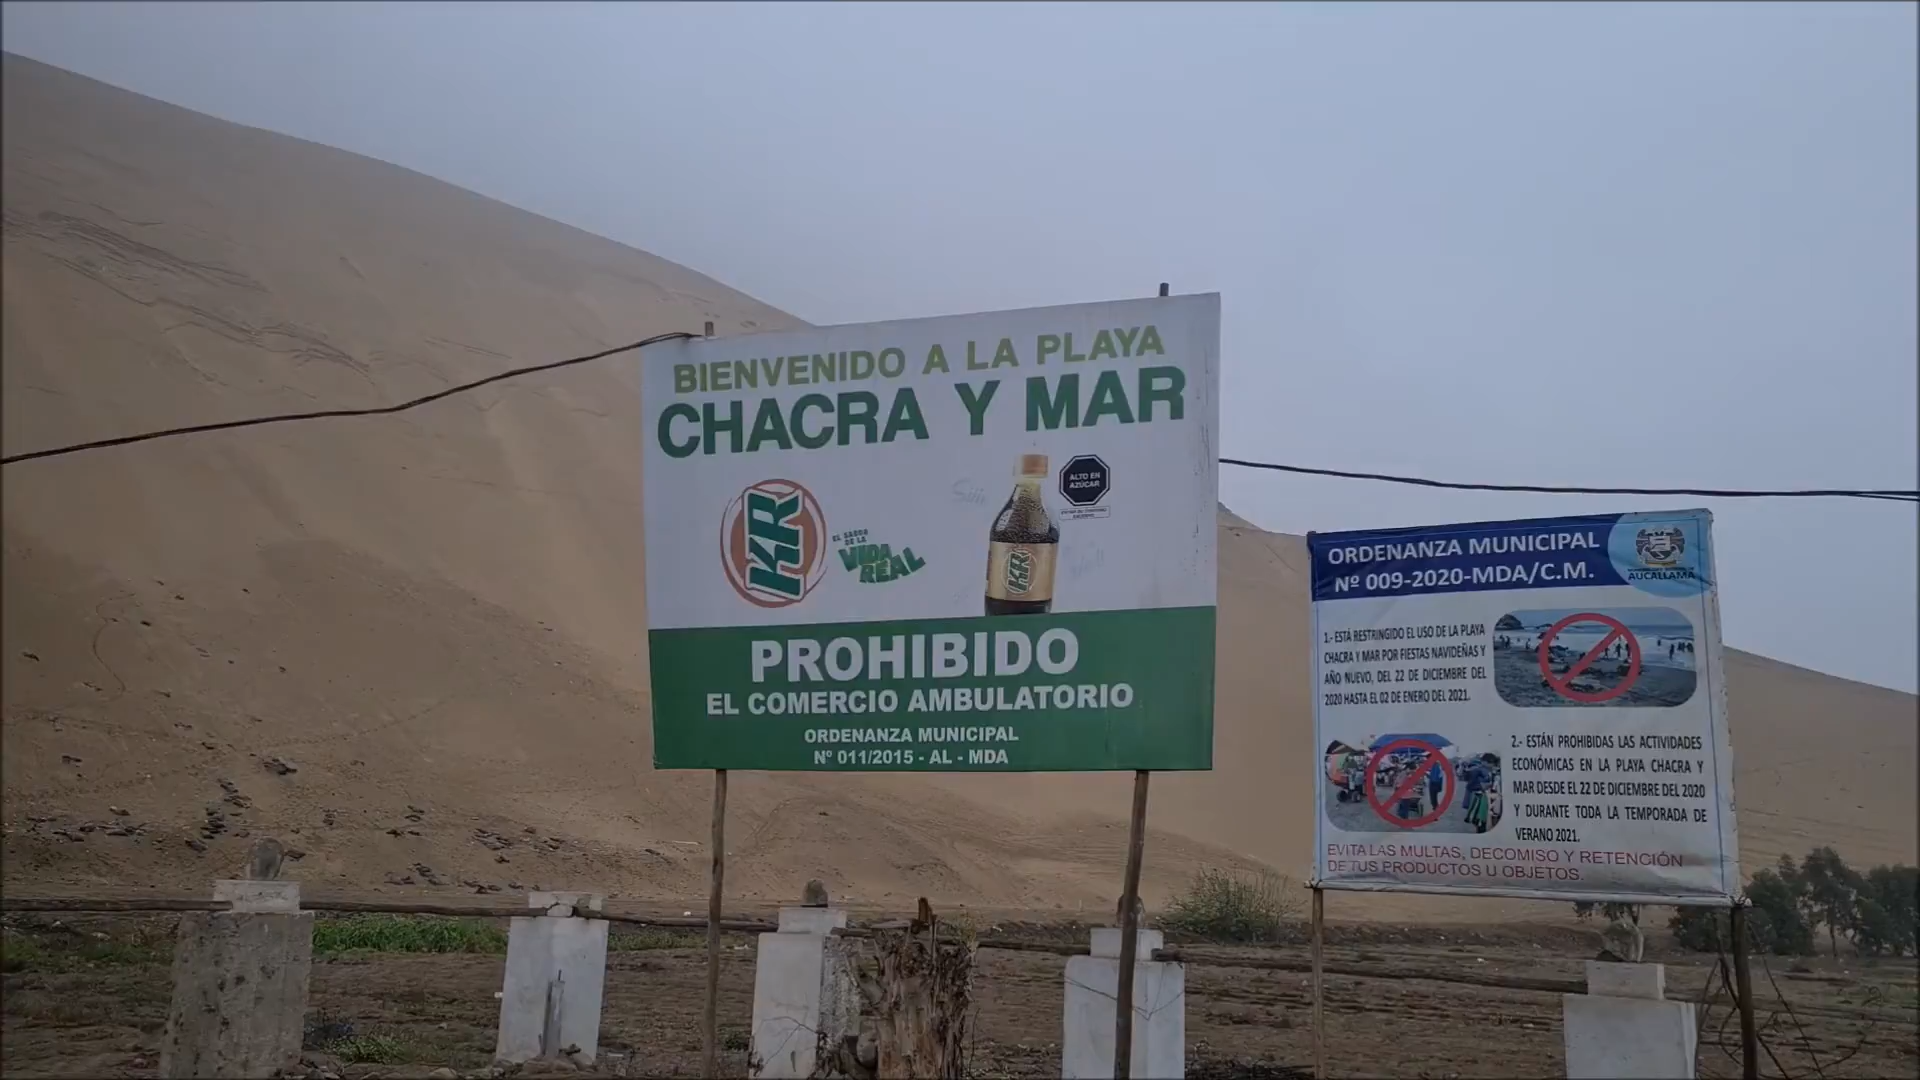 BIENVENIDO A LA PLAYA
CHACRA Y MAR
KR
EL SABOR
DE LA
VIDA
REAL
KR
ALTO EN
AZÚCAR
PROHIBIDO
EL COMERCIO AMBULATORIO
ORDENANZA MUNICIPAL
Nº 011/2015 - AL - MDA
ORDENANZA MUNICIPAL
Nº 009-2020-MDA/C.M.
AUCALLAMA
1.- ESTÁ RESTRINGIDO EL USO DE LA PLAYA
CHACRA Y MAR POR FIESTAS NAVIDEÑAS Y
AÑO NUEVO, DEL 22 DE DICIEMBRE DEL
2020 HASTA EL 02 DE ENERO DEL 2021.
2.- ESTÁN PROHIBIDAS LAS ACTIVIDADES
ECONÓMICAS EN LA PLAYA CHACRA Y
MAR DESDE EL 22 DE DICIEMBRE DEL 2020
Y DURANTE TODA LA TEMPORADA DE
VERANO 2021.
EVITA LAS MULTAS, DECOMISO Y RETENCIÓN
DE TUS PRODUCTOS U OBJETOS.